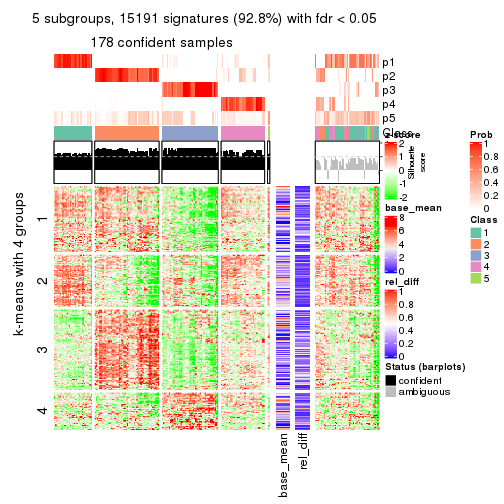 5 subgroups, 15191 signatures (92.8%) with fdr < 0.05
178 confident samples
p1
p2
p3
p4
p5
Class
z-score
2
1
0
-1
-2
Silhouette
score
k-means with 4 groups
1
2
3
4
base_mean
rel_diff
base_mean
8
6
4
2
0
rel_diff
1
0.8
0.6
0.4
0.2
0
Status (barplots)
confident
ambiguous
Prob
1
0.8
0.6
0.4
0.2
0
Class
1
2
3
4
5